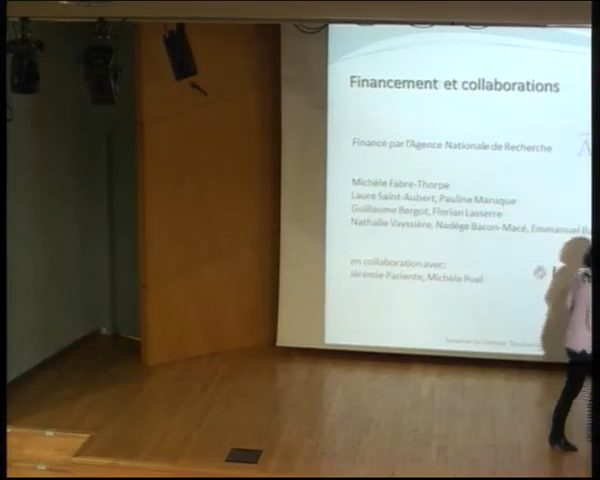 Financement et collaborations
Financé par l'Agence Nationale de Recherche
Michèle Fabre-Thorpe
Laure Saint-Aubert, Pauline Maruque
Guillaume Bergot, Florian Lasserre
Nathalie Vayssière, Nadège Bacon-Macé, Emmanuel
en collaboration avec:
Jérémie Pariente, Michèle Puel